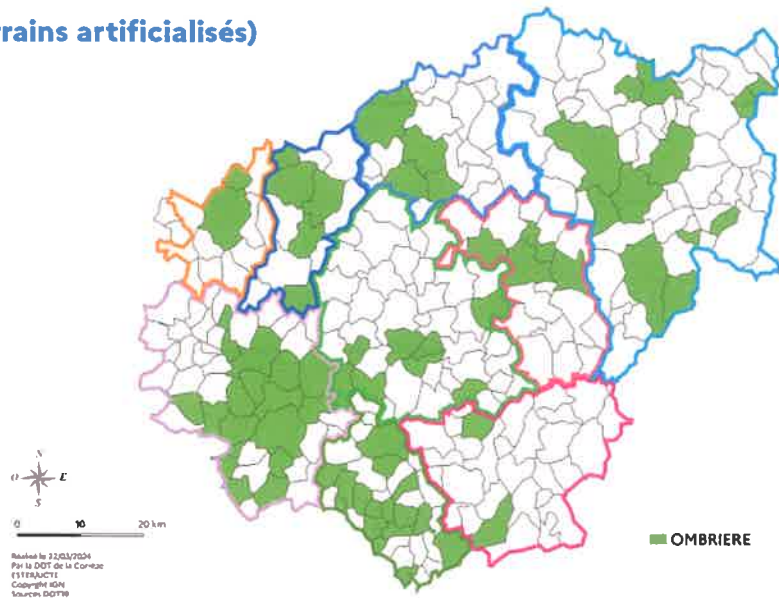 rrains artificialisés)
N
O E
S
0 10 20 km
Réalisé le 22/03/2024
Par la DDT de la Corrèze
Copyright IGN
Sources DDT19
OMBRIERE